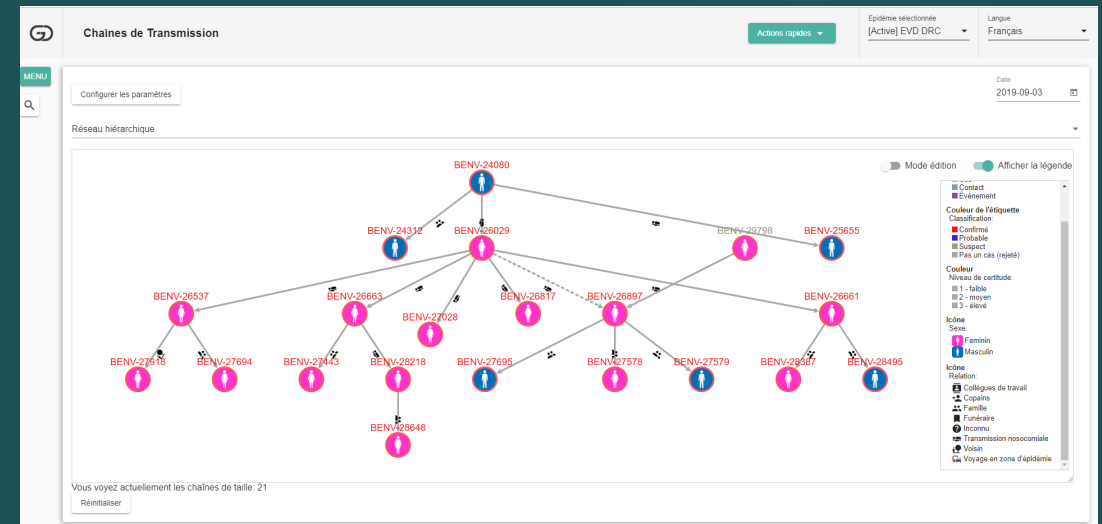 Chaînes de Transmission
Actions rapides
Épidémie sélectionnée
[Active] EVD DRC
Langue
Français
MENU
Configurer les paramètres
Date
2019-09-03
Réseau hiérarchique
Mode édition
Afficher la légende
BENV-24080
BENV-24312
BENV-26029
BENV-29798
BENV-25655
BENV-26537
BENV-26663
BENV-26817
BENV-26897
BENV-26661
BENV-27028
BENV-27918
BENV-27694
BENV-27443
BENV-28218
BENV-27695
BENV-27578
BENV-27579
BENV-28387
BENV-28495
BENV-28648
Contact
Événement
Couleur de l'étiquette
Classification:
Confirmé
Probable
Suspect
Pas un cas (rejeté)
Couleur
Niveau de certitude:
1 - faible
2 - moyen
3 - élevé
Icône
Sexe:
Feminin
Masculin
Icône
Relation:
Collègues de travail
Copains
Famille
Funéraire
Inconnu
Transmission nosocomiale
Voisin
Voyage en zone d'épidémie
Vous voyez actuellement les chaînes de taille: 21
Réinitialiser